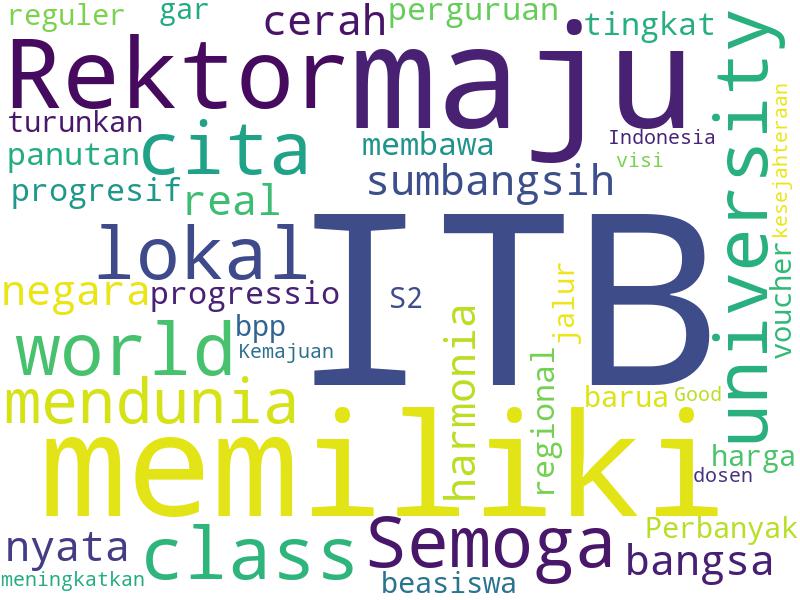 reguler
gar
cerah
perguruan
tingkat
Rektor
maju
university
turunkan
cita
membawa
Indonesia
panutan
visi
kesejahteraan
progresif
real
sumbangsih
lokal
ITB
negara
progressio
S2
jalur
voucher
world
bpp
Kemajuan
harmonia
regional
mendunia
barua
Good
memiliki
harga
dosen
nyata
class
Semoga
Perbanyak
bangsa
meningkatkan
beasiswa